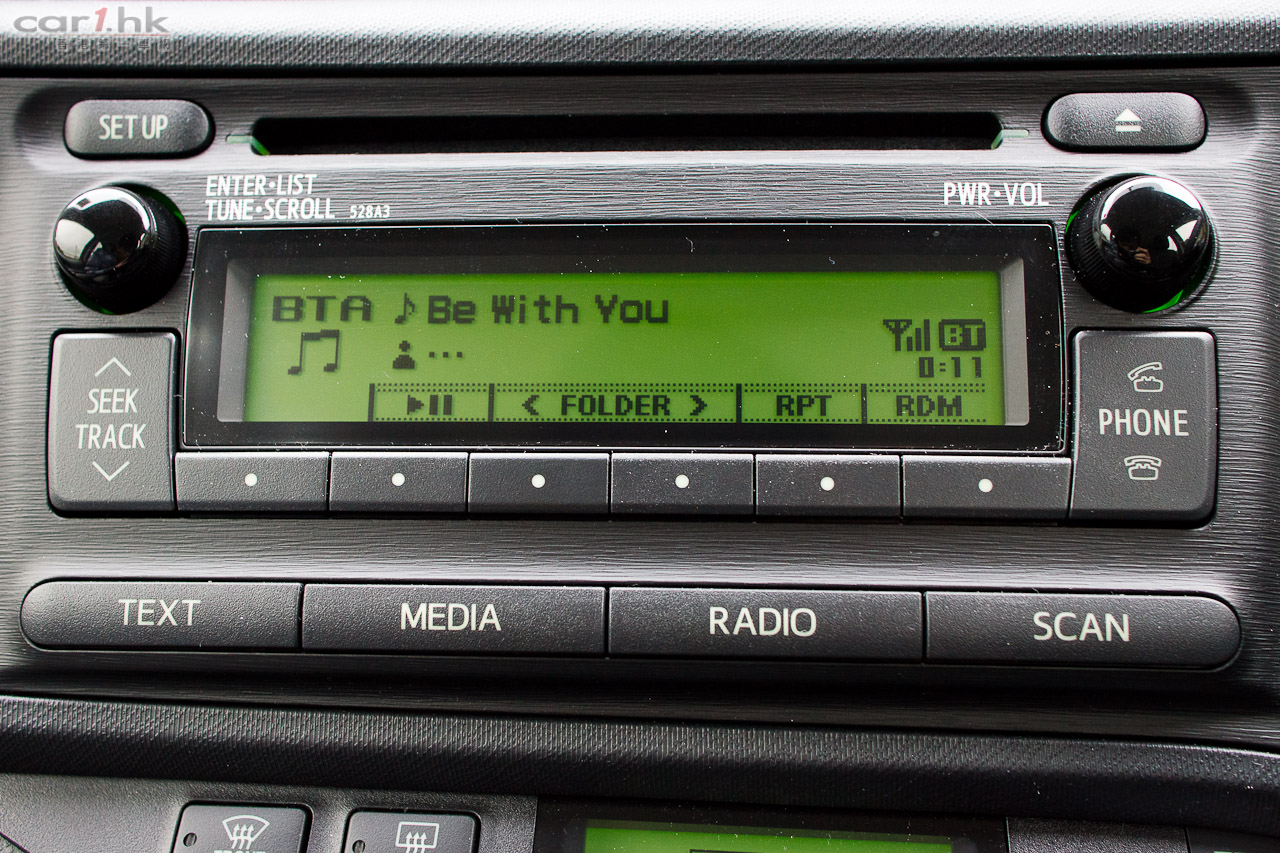 car1.hk
SET UP
ENTER•LIST
TUNE•SCROLL 528A3
PWR•VOL
BTA ♪ Be With You
...
BT
0:11
< FOLDER > RPT RDM
SEEK
TRACK
PHONE
TEXT MEDIA RADIO SCAN